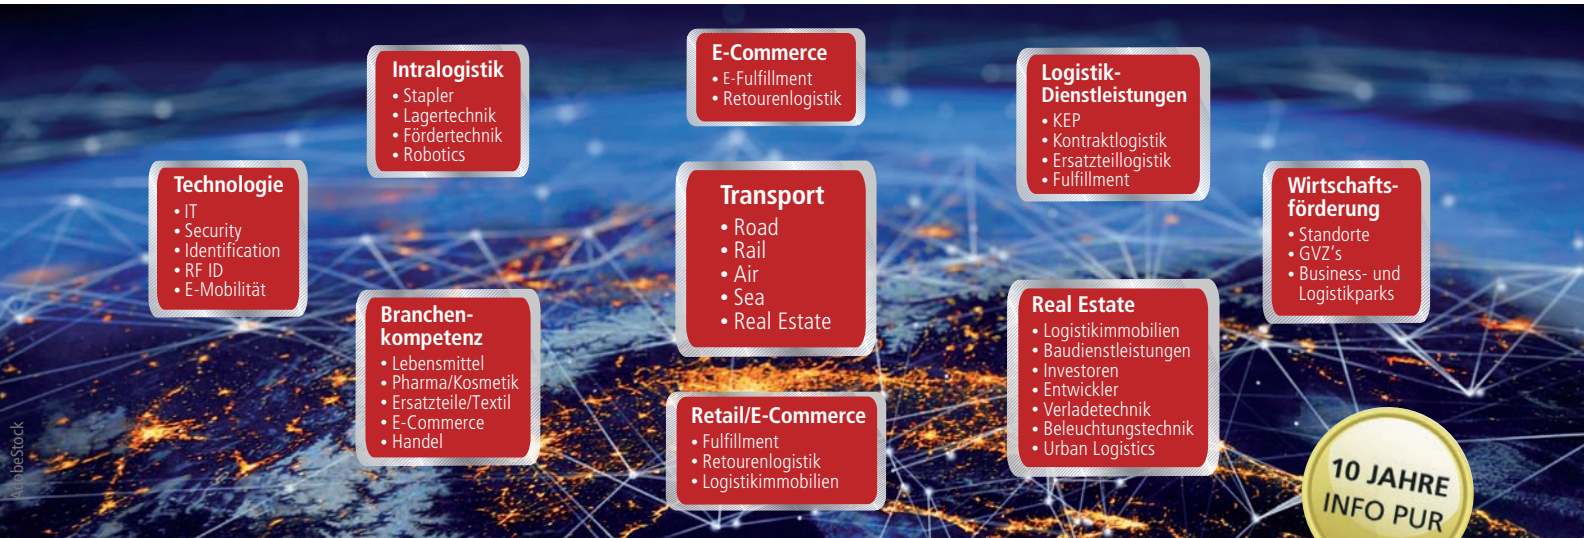 Intralogistik
• Stapler
• Lagertechnik
• Fördertechnik
• Robotics
E-Commerce
• E-Fulfillment
• Retourenlogistik
Logistik-
Dienstleistungen
• KEP
• Kontraktlogistik
• Ersatzteillogistik
• Fulfillment
Technologie
• IT
• Security
• Identification
• RF ID
• E-Mobilität
Transport
• Road
• Rail
• Air
• Sea
• Real Estate
Wirtschafts-
förderung
• Standorte
• GVZ‘s
• Business- und
Logistikparks
Branchen-
kompetenz
• Lebensmittel
• Pharma/Kosmetik
• Ersatzteile/Textil
• E-Commerce
• Handel
Real Estate
• Logistikimmobilien
• Baudienstleistungen
• Investoren
• Entwickler
• Verladetechnik
• Beleuchtungstechnik
• Urban Logistics
Retail/E-Commerce
• Fulfillment
• Retourenlogistik
• Logistikimmobilien
10 JAHRE
INFO PUR
AdobeStock